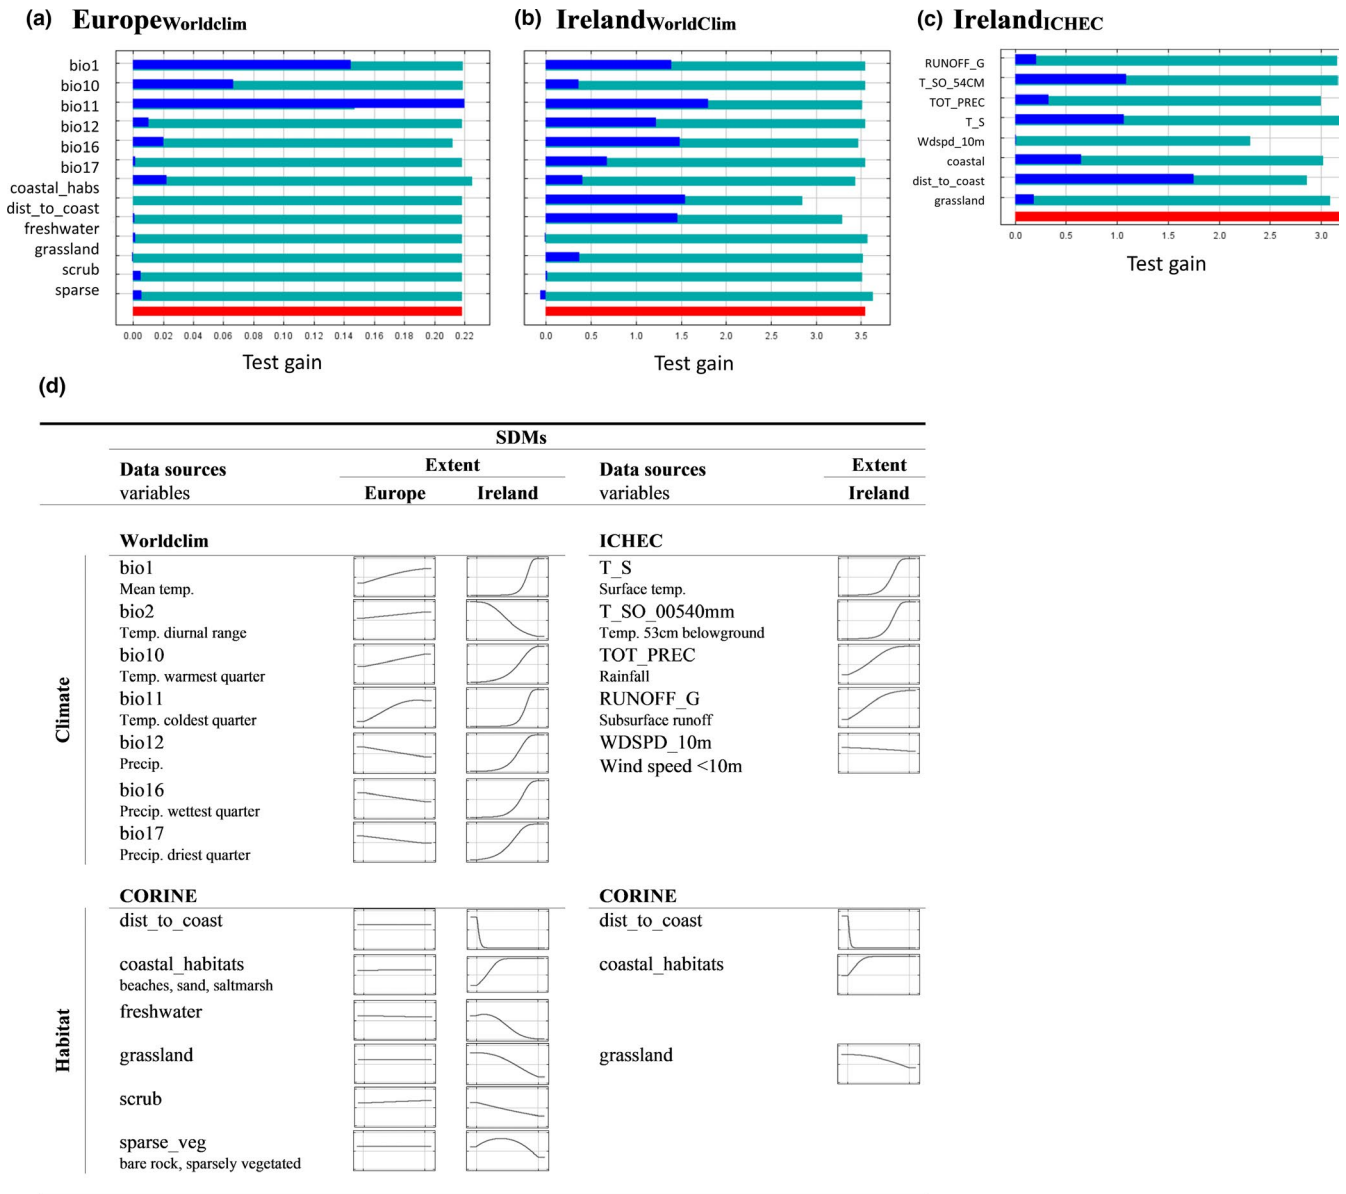 (a) Europe Worldclim
bio1
bio10
bio11
bio12
bio16
bio17
coastal_habs
dist_to_coast
freshwater
grassland
scrub
sparse
0.00 0.02 0.04 0.06 0.08 0.10 0.12 0.14 0.16 0.18 0.20 0.22
Test gain
(b) Ireland WorldClim
0.0 0.5 1.0 1.5 2.0 2.5 3.0 3.5
Test gain
(c) Ireland ICHEC
RUNOFF_G
T_SO_54CM
TOT_PREC
T_S
Wdspd_10m
coastal
dist_to_coast
grassland
0.0 0.5 1.0 1.5 2.0 2.5 3.0
Test gain
(d)
SDMs
Data sources Extent Data sources Extent
variables Europe Ireland variables Ireland
Climate
Worldclim ICHEC
bio1 T_S
Mean temp. Surface temp.
bio2 T_SO_00540mm
Temp. diurnal range Temp. 53cm belowground
bio10 TOT_PREC
Temp. warmest quarter Rainfall
bio11 RUNOFF_G
Temp. coldest quarter Subsurface runoff
bio12 WDSPD_10m
Precip. Wind speed <10m
bio16
Precip. wettest quarter
bio17
Precip. driest quarter
Habitat
CORINE CORINE
dist_to_coast dist_to_coast
coastal_habitats coastal_habitats
beaches, sand, saltmarsh
freshwater
grassland grassland
scrub
sparse_veg
bare rock, sparsely vegetated